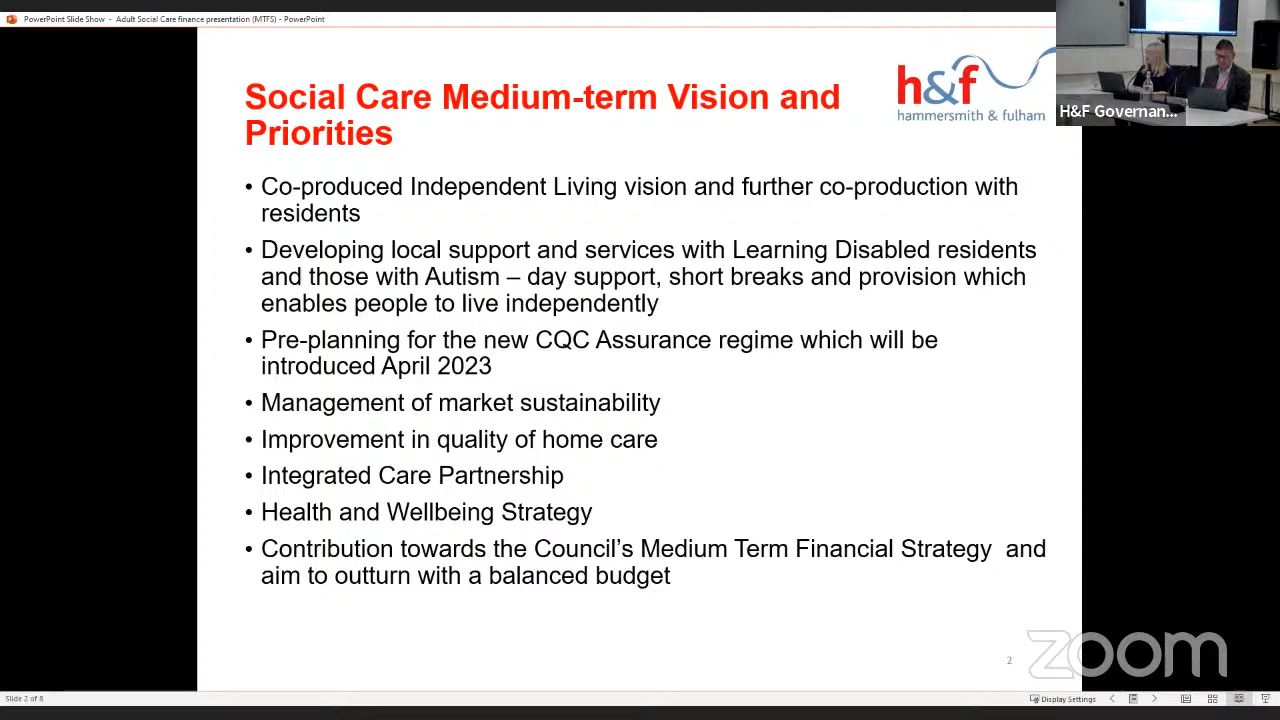 PowerPoint Slide Show - Adult Social Care finance presentation (MTFS) - PowerPoint
Social Care Medium-term Vision and
Priorities
h&f
hammersmith & fulham
H&F Governan...
• Co-produced Independent Living vision and further co-production with
residents
• Developing local support and services with Learning Disabled residents
and those with Autism – day support, short breaks and provision which
enables people to live independently
• Pre-planning for the new CQC Assurance regime which will be
introduced April 2023
• Management of market sustainability
• Improvement in quality of home care
• Integrated Care Partnership
• Health and Wellbeing Strategy
• Contribution towards the Council’s Medium Term Financial Strategy  and
aim to outturn with a balanced budget
2
zoom
Slide 2 of 8
Display Settings